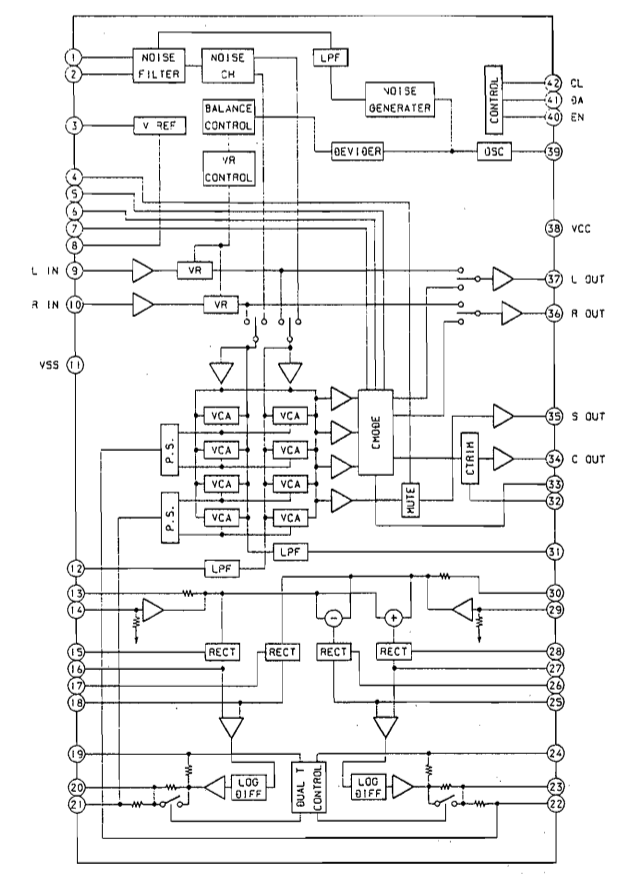 1
NOISE
FILTER
NOISE
CH
LPF
2
NOISE
GENERATER
CONTROL
42 CL
41 DA
40 EN
3
V REF
BALANCE
CONTROL
DEVIDER
OSC
39
VR
CONTROL
4
5
6
7
8
38 VCC
L IN 9
VR
37 L OUT
R IN 10
VR
36 R OUT
VSS 11
VCA
VCA
CMODE
35 S OUT
P.S.
VCA
VCA
CTRIM
34 C OUT
VCA
VCA
MUTE
33
32
P.S.
VCA
VCA
LPF
31
12
LPF
13
30
14
29
−
+
15
RECT
RECT
RECT
RECT
28
16
27
17
26
18
25
19
24
20
LOG
DIFF
DUAL T
CONTROL
LOG
DIFF
23
21
22